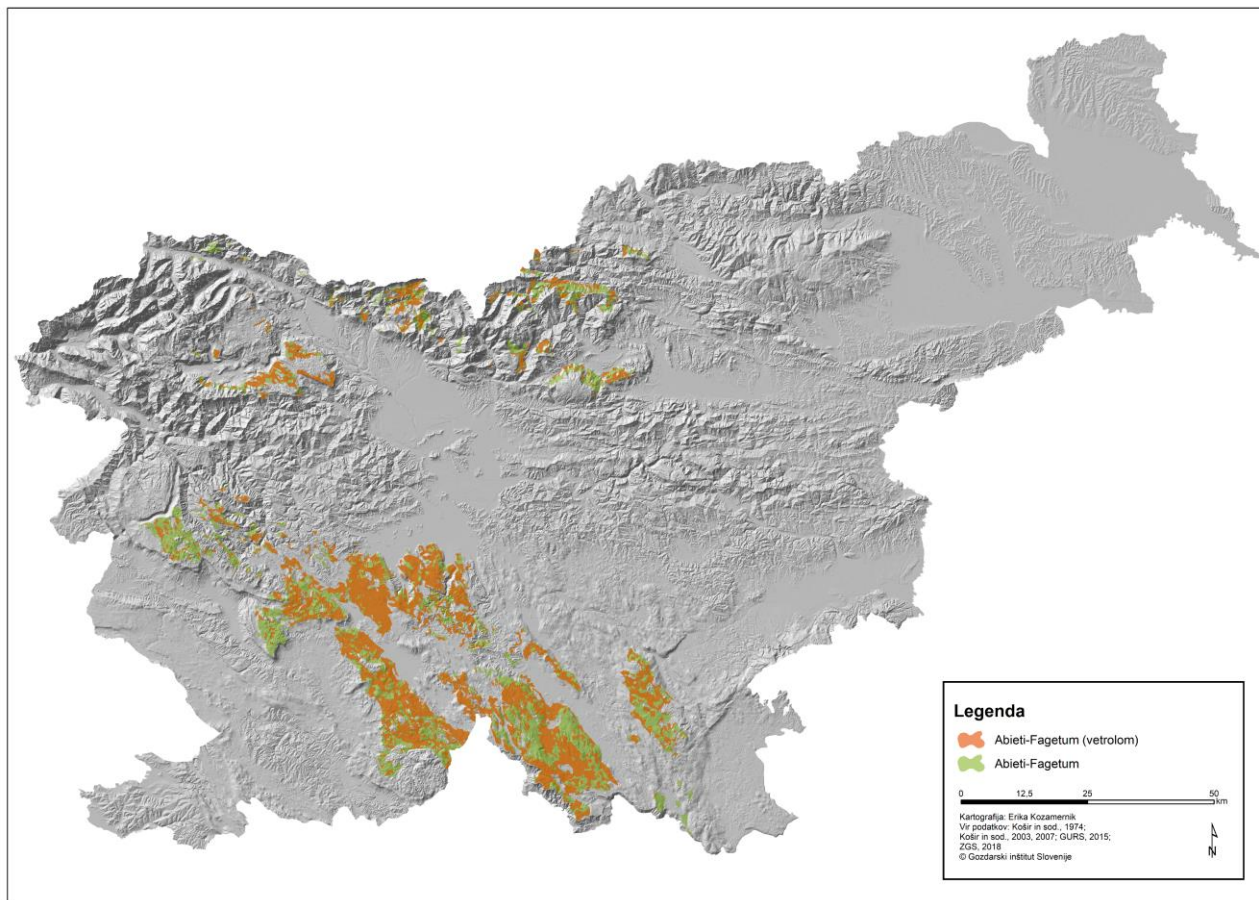 Legenda
Abieti-Fagetum (vetrolom)
Abieti-Fagetum
0 12,5 25 50
km
Kartografija: Erika Kozamernik
Vir podatkov: Košir in sod., 1974;
Košir in sod., 2003, 2007; GURS, 2015;
ZGS, 2018
© Gozdarski inštitut Slovenije
N